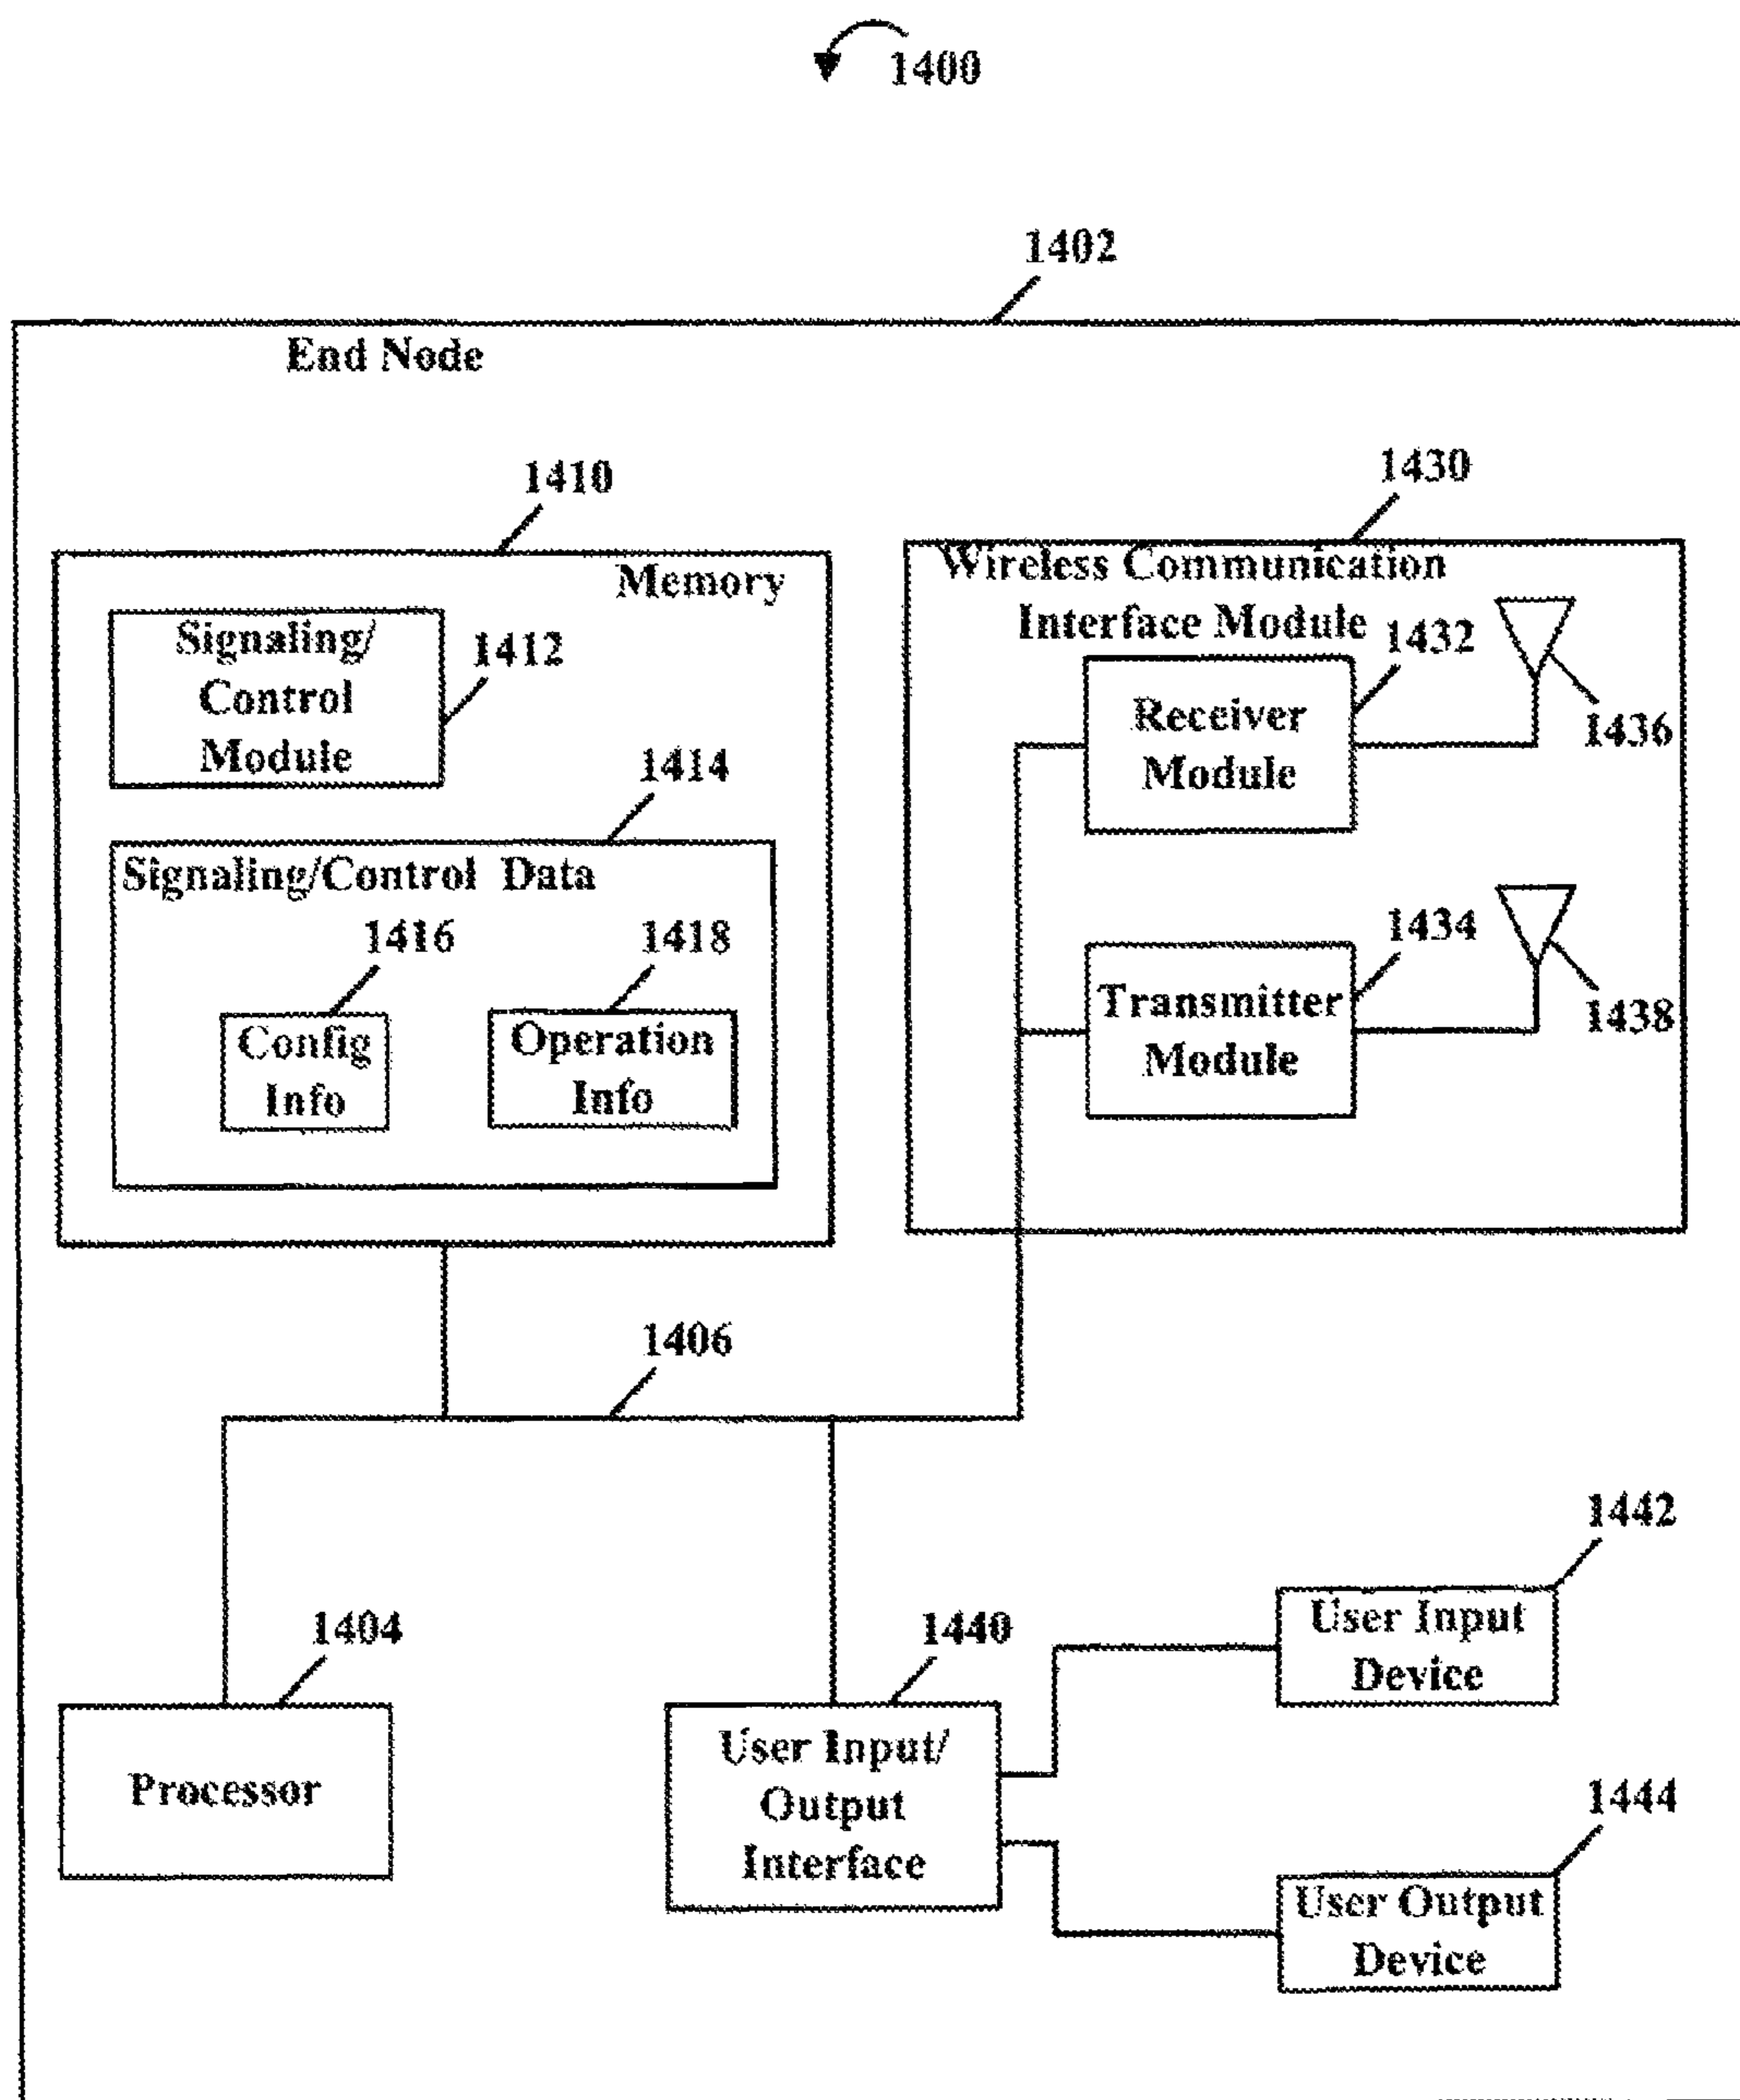 1400
1402
End Node
1410
Memory
Signaling/
Control
Module
1412
1414
Signaling/Control Data
1416
1418
Config
Info
Operation
Info
1430
Wireless Communication
Interface Module
1432
Receiver
Module
1436
1434
Transmitter
Module
1438
1406
1404
Processor
1440
User Input/
Output
Interface
1442
User Input
Device
1444
User Output
Device